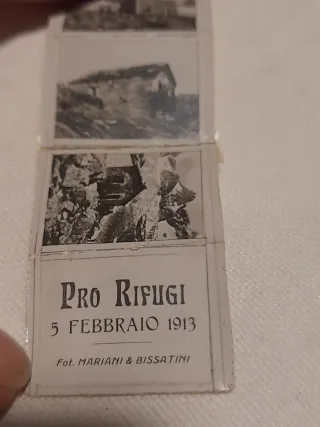 PRO RIFUGI
5 FEBBRAIO 1913
Fot. MARIANI & BISSATINI